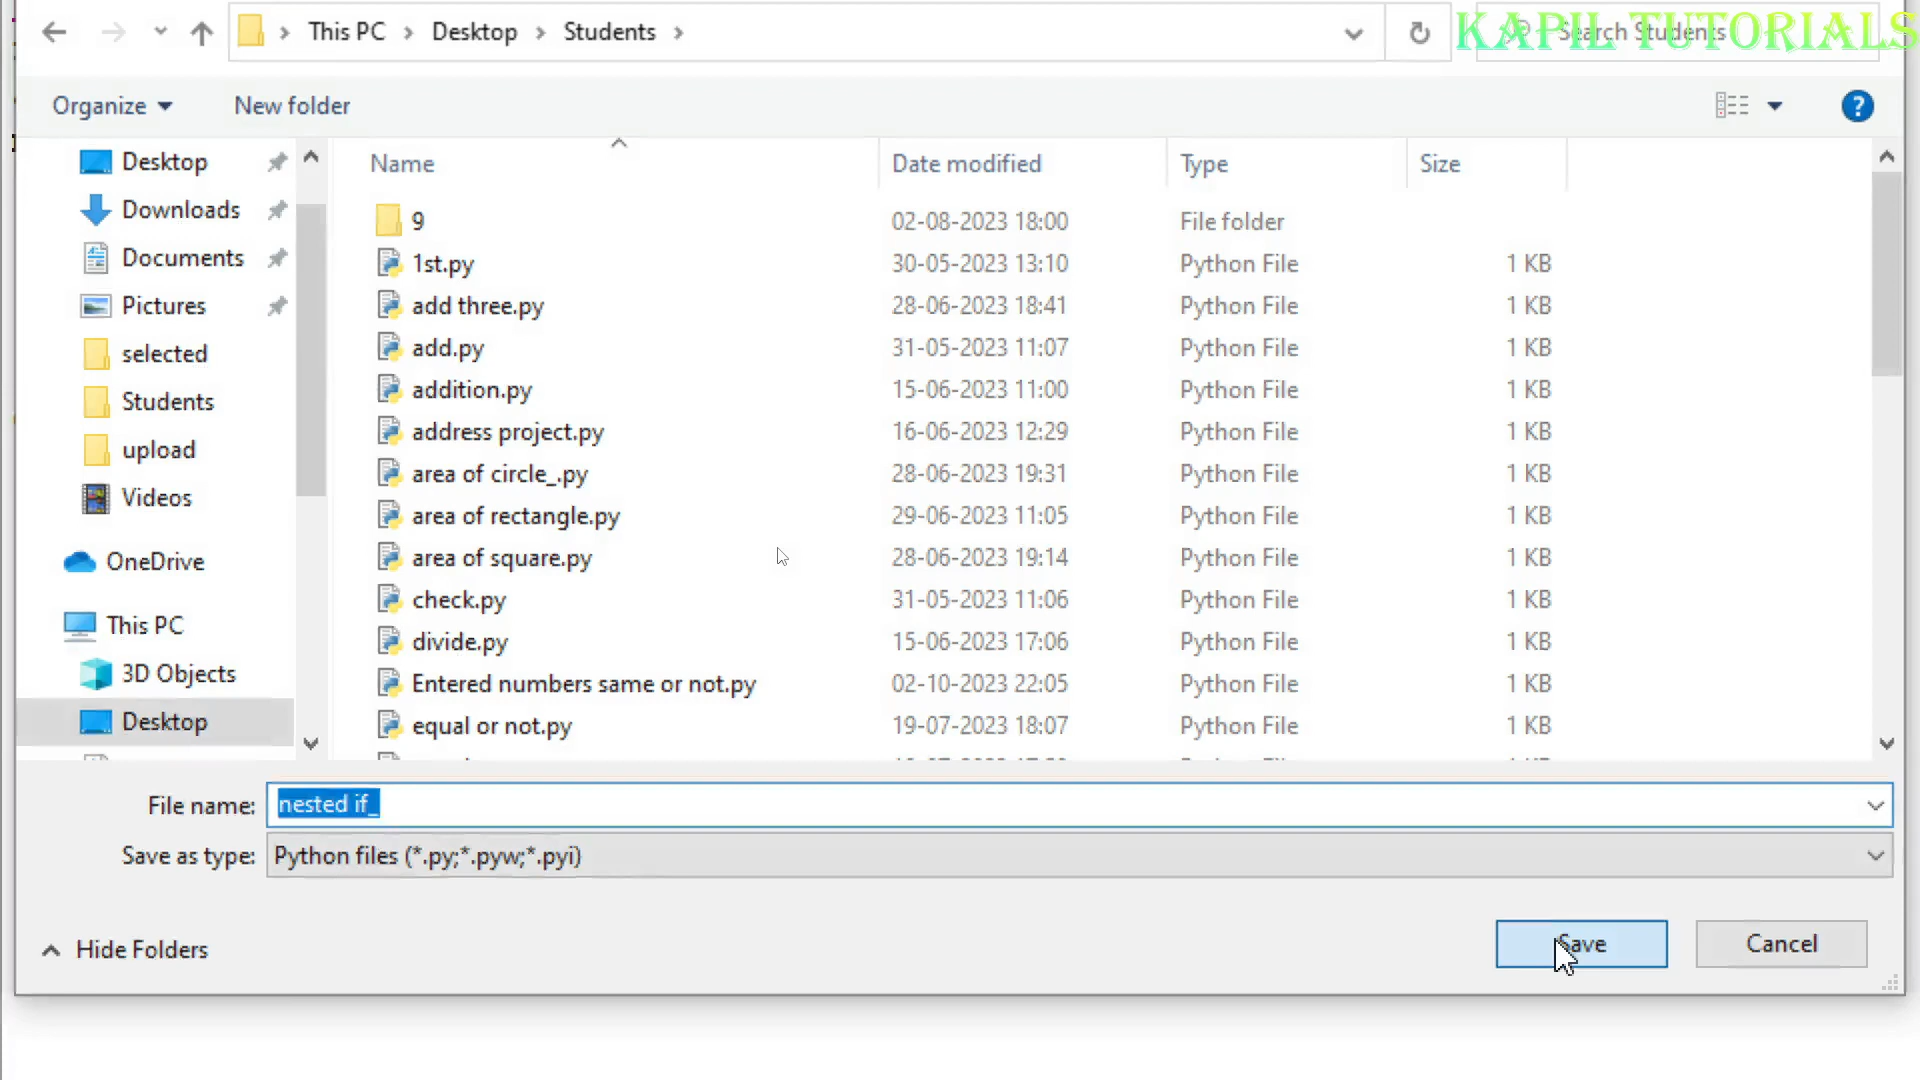 This PC > Desktop > Students >
Search Students
KAPIL TUTORIALS
Organize
New folder
?
Name
Date modified
Type
Size
Desktop
Downloads
Documents
Pictures
selected
Students
upload
Videos
OneDrive
This PC
3D Objects
Desktop
9 02-08-2023 18:00 File folder
1st.py 30-05-2023 13:10 Python File 1 KB
add three.py 28-06-2023 18:41 Python File 1 KB
add.py 31-05-2023 11:07 Python File 1 KB
addition.py 15-06-2023 11:00 Python File 1 KB
address project.py 16-06-2023 12:29 Python File 1 KB
area of circle_.py 28-06-2023 19:31 Python File 1 KB
area of rectangle.py 29-06-2023 11:05 Python File 1 KB
area of square.py 28-06-2023 19:14 Python File 1 KB
check.py 31-05-2023 11:06 Python File 1 KB
divide.py 15-06-2023 17:06 Python File 1 KB
Entered numbers same or not.py 02-10-2023 22:05 Python File 1 KB
equal or not.py 19-07-2023 18:07 Python File 1 KB
File name: nested if_
Save as type: Python files (*.py;*.pyw;*.pyi)
Hide Folders
Save
Cancel